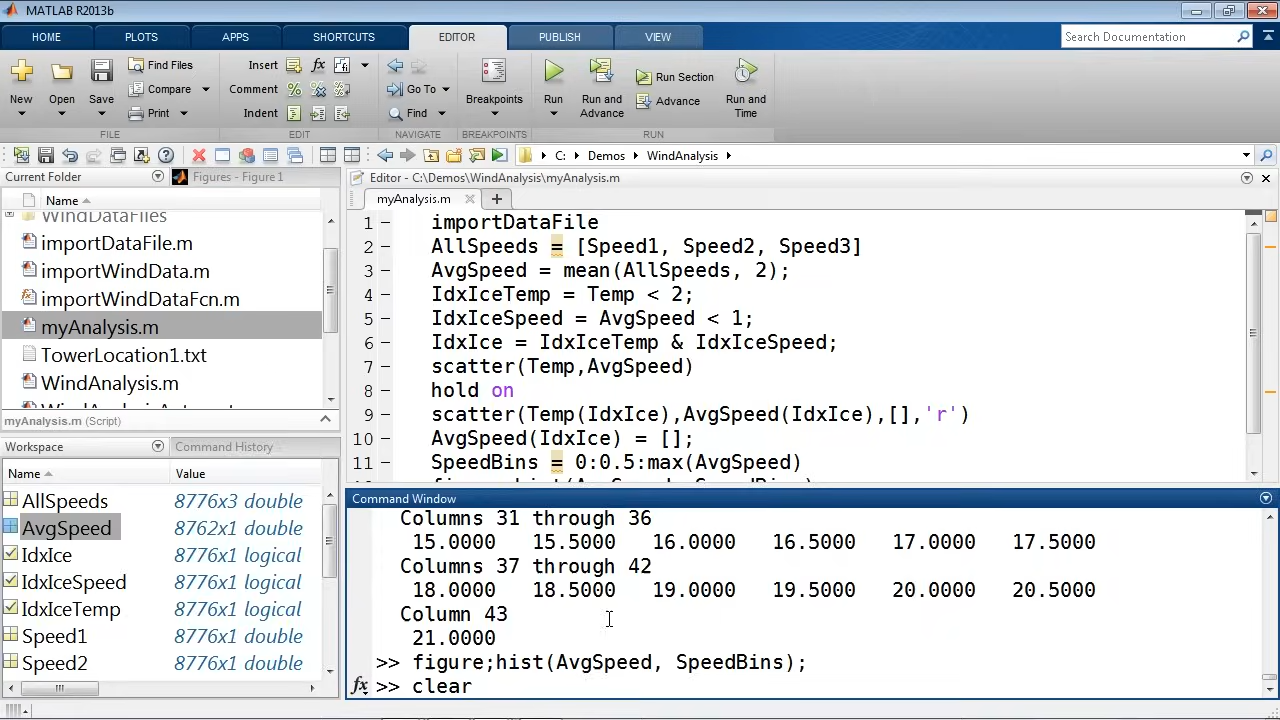 MATLAB R2013b
HOME PLOTS APPS SHORTCUTS EDITOR PUBLISH VIEW
Search Documentation
New
Open
Save
Find Files
Compare
Print
FILE
Insert
Comment
Indent
EDIT
Go To
Find
NAVIGATE
Breakpoints
BREAKPOINTS
Run
Run and Advance
Run Section
Advance
Run and Time
RUN
C: Demos WindAnalysis
Current Folder
Figures - Figure 1
Name
WindDataFiles
importDataFile.m
importWindData.m
importWindDataFcn.m
myAnalysis.m
TowerLocation1.txt
WindAnalysis.m
myAnalysis.m (Script)
Workspace
Command History
Name Value
AllSpeeds 8776x3 double
AvgSpeed 8762x1 double
IdxIce 8776x1 logical
IdxIceSpeed 8776x1 logical
IdxIceTemp 8776x1 logical
Speed1 8776x1 double
Speed2 8776x1 double
Editor - C:\Demos\WindAnalysis\myAnalysis.m
myAnalysis.m
1 importDataFile
2 AllSpeeds = [Speed1, Speed2, Speed3]
3 AvgSpeed = mean(AllSpeeds, 2);
4 IdxIceTemp = Temp < 2;
5 IdxIceSpeed = AvgSpeed < 1;
6 IdxIce = IdxIceTemp & IdxIceSpeed;
7 scatter(Temp,AvgSpeed)
8 hold on
9 scatter(Temp(IdxIce),AvgSpeed(IdxIce),[],'r')
10 AvgSpeed(IdxIce) = [];
11 SpeedBins = 0:0.5:max(AvgSpeed)
Command Window
Columns 31 through 36
15.0000 15.5000 16.0000 16.5000 17.0000 17.5000
Columns 37 through 42
18.0000 18.5000 19.0000 19.5000 20.0000 20.5000
Column 43
21.0000
>> figure;hist(AvgSpeed, SpeedBins);
fx >> clear